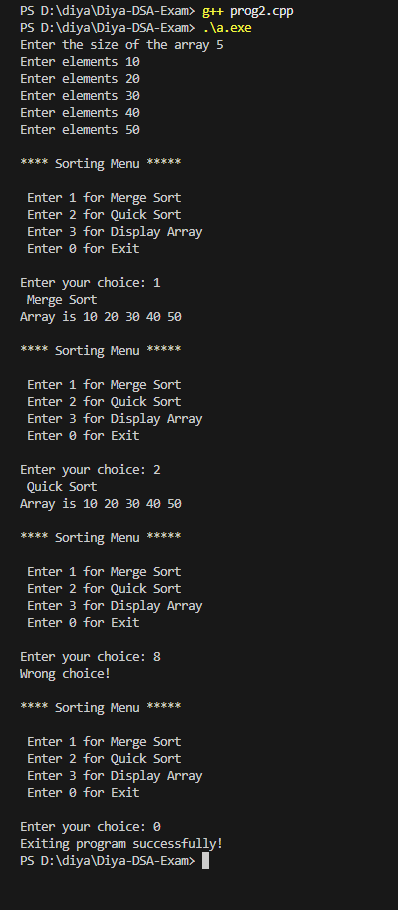 PS D:\diya\Diya-DSA-Exam> g++ prog2.cpp
PS D:\diya\Diya-DSA-Exam> .\a.exe
Enter the size of the array 5
Enter elements 10
Enter elements 20
Enter elements 30
Enter elements 40
Enter elements 50
**** Sorting Menu *****
Enter 1 for Merge Sort
Enter 2 for Quick Sort
Enter 3 for Display Array
Enter 0 for Exit
Enter your choice: 1
Merge Sort
Array is 10 20 30 40 50
**** Sorting Menu *****
Enter 1 for Merge Sort
Enter 2 for Quick Sort
Enter 3 for Display Array
Enter 0 for Exit
Enter your choice: 2
Quick Sort
Array is 10 20 30 40 50
**** Sorting Menu *****
Enter 1 for Merge Sort
Enter 2 for Quick Sort
Enter 3 for Display Array
Enter 0 for Exit
Enter your choice: 8
Wrong choice!
**** Sorting Menu *****
Enter 1 for Merge Sort
Enter 2 for Quick Sort
Enter 3 for Display Array
Enter 0 for Exit
Enter your choice: 0
Exiting program successfully!
PS D:\diya\Diya-DSA-Exam>